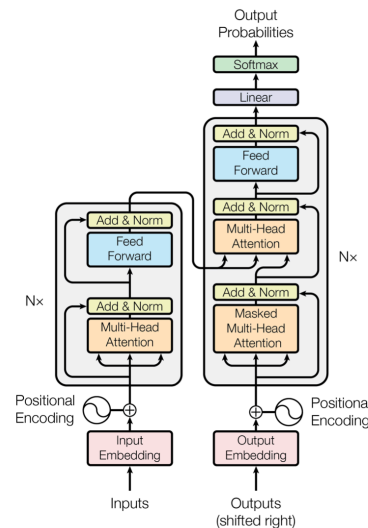 Output
Probabilities
Softmax
Linear
Add & Norm
Feed
Forward
Add & Norm
Multi-Head
Attention
Add & Norm
Masked
Multi-Head
Attention
N×
Add & Norm
Feed
Forward
Add & Norm
Multi-Head
Attention
N×
Positional
Encoding
Positional
Encoding
Input
Embedding
Output
Embedding
Inputs
Outputs
(shifted right)